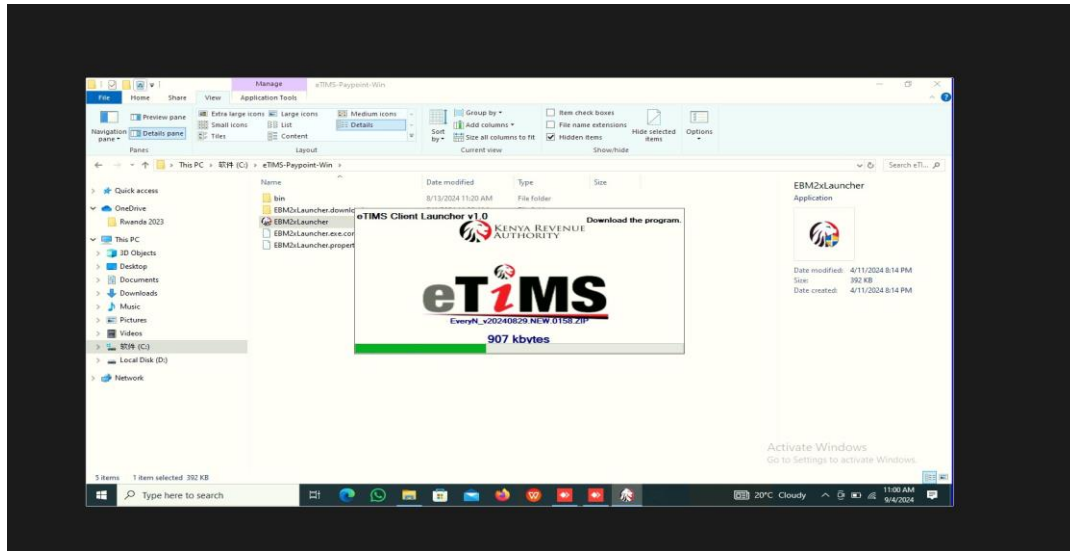 Manage
eTIMS-Paypoint-Win
File
Home
Share
View
Application Tools
Navigation pane
Preview pane
Details pane
Panes
Extra large icons
Large icons
Medium icons
Small icons
List
Details
Tiles
Content
Layout
Sort by
Group by
Add columns
Size all columns to fit
Current view
Item check boxes
File name extensions
Hidden items
Hide selected items
Show/hide
Options
This PC > 软件 (C:) > eTIMS-Paypoint-Win >
Search eTI...
Quick access
OneDrive
Rwanda 2023
This PC
3D Objects
Desktop
Documents
Downloads
Music
Pictures
Videos
软件 (C:)
Local Disk (D:)
Network
Name
Date modified
Type
Size
bin
8/13/2024 11:20 AM
File folder
EBM2xLauncher.downlo
EBM2xLauncher
EBM2xLauncher.exe.cor
EBM2xLauncher.propert
eTIMS Client Launcher v1.0
Download the program.
KENYA REVENUE
AUTHORITY
eTiMS
EveryN_v20240829.NEW.0158.ZIP
907 kbytes
EBM2xLauncher
Application
Date modified: 4/11/2024 8:14 PM
Size: 392 KB
Date created: 4/11/2024 8:14 PM
Activate Windows
Go to Settings to activate Windows.
5 items
1 item selected 392 KB
Type here to search
20°C Cloudy
11:00 AM
9/4/2024